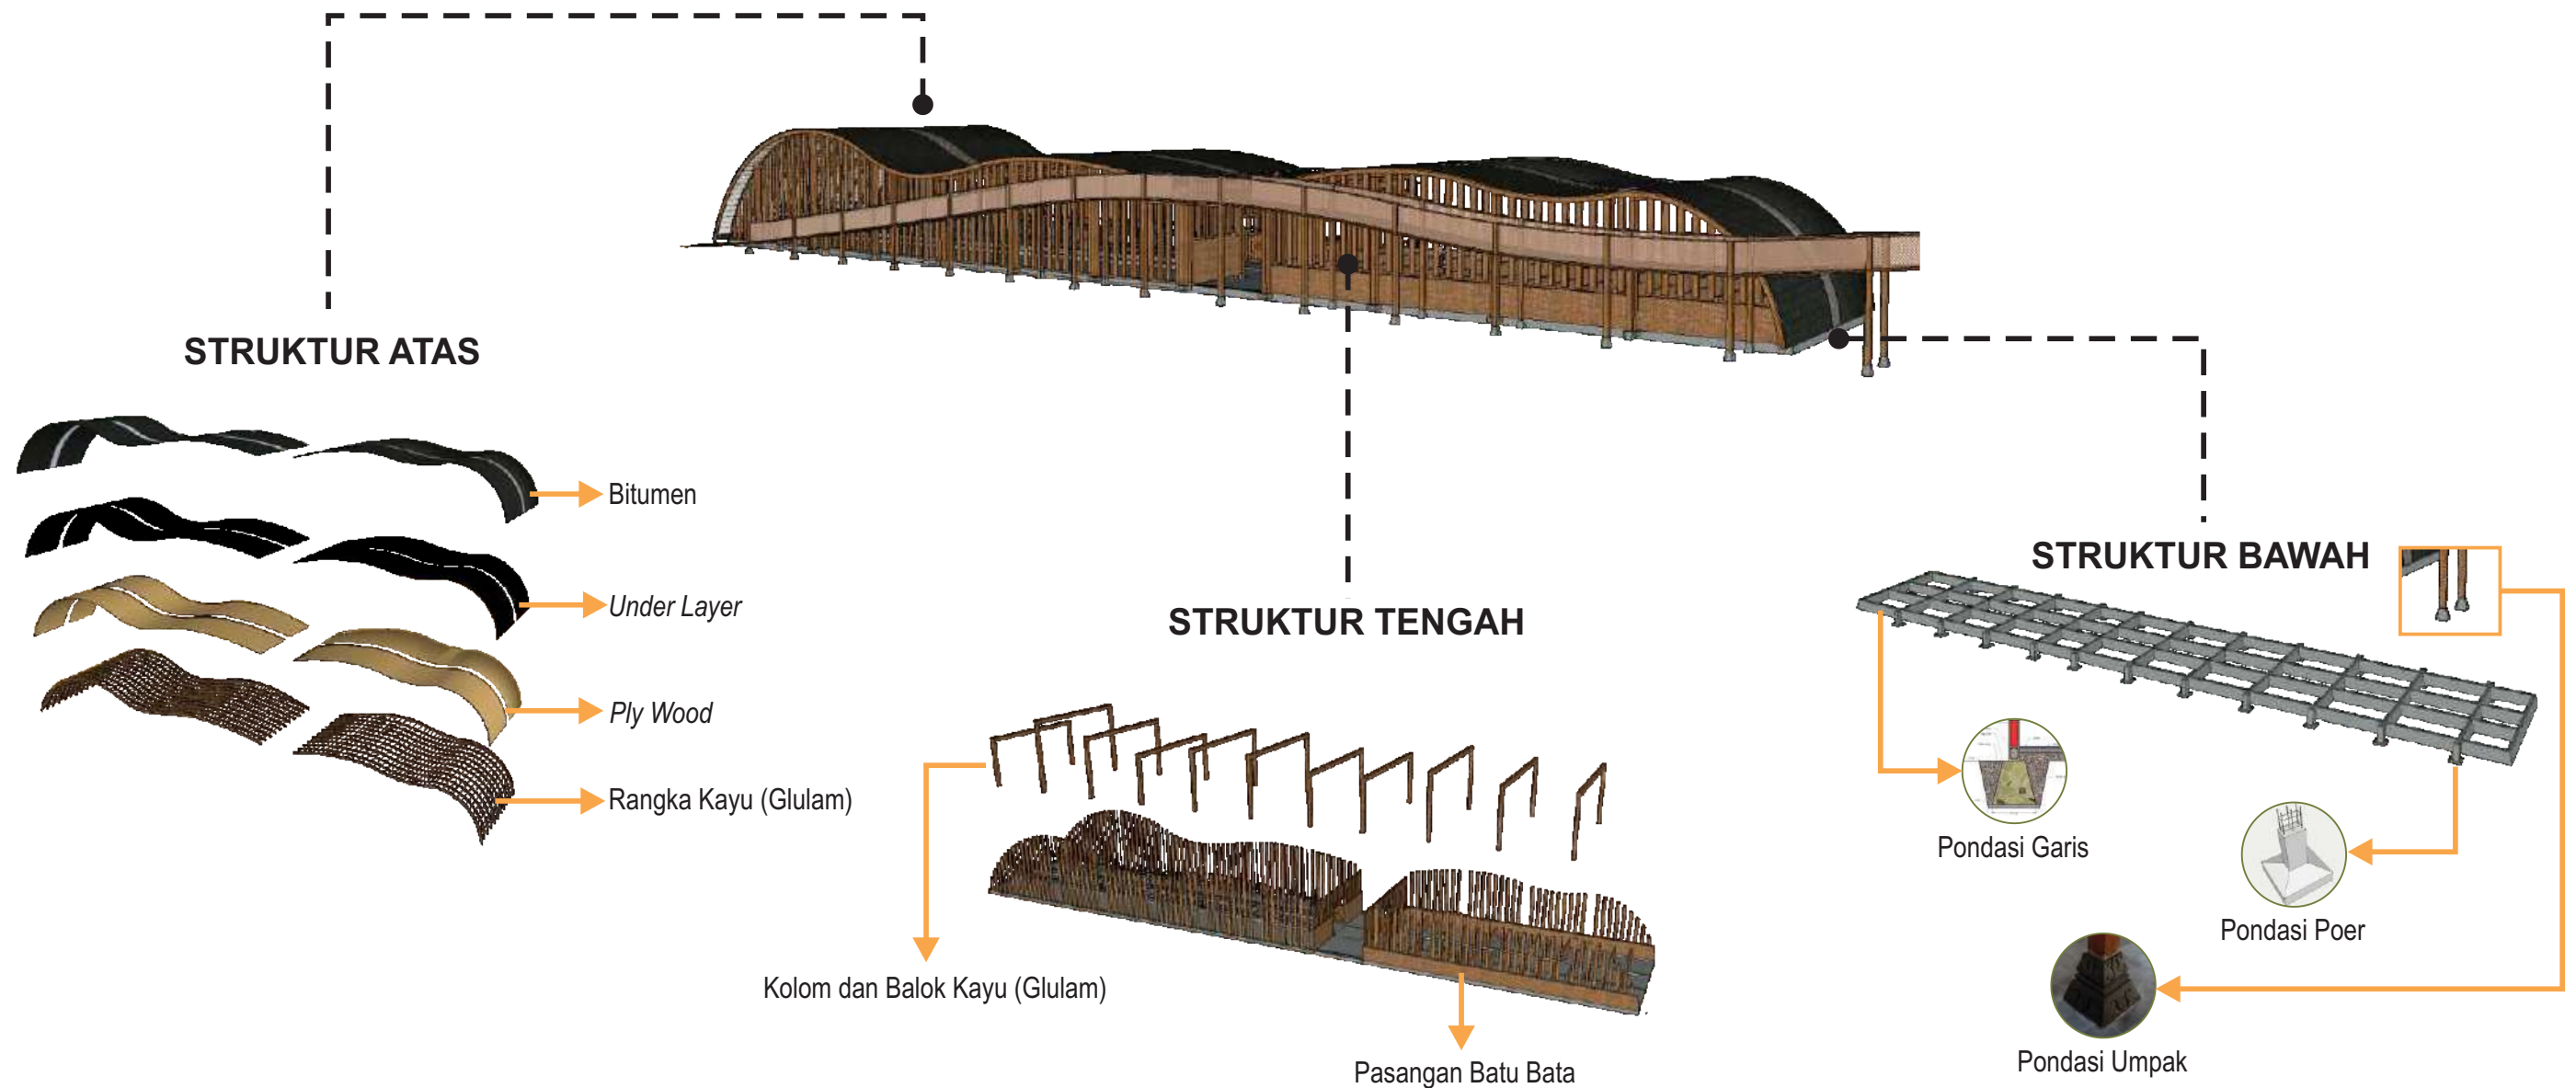 STRUKTUR ATAS
Bitumen
Under Layer
Ply Wood
Rangka Kayu (Glulam)
STRUKTUR TENGAH
Kolom dan Balok Kayu (Glulam)
Pasangan Batu Bata
STRUKTUR BAWAH
Pondasi Garis
Pondasi Poer
Pondasi Umpak